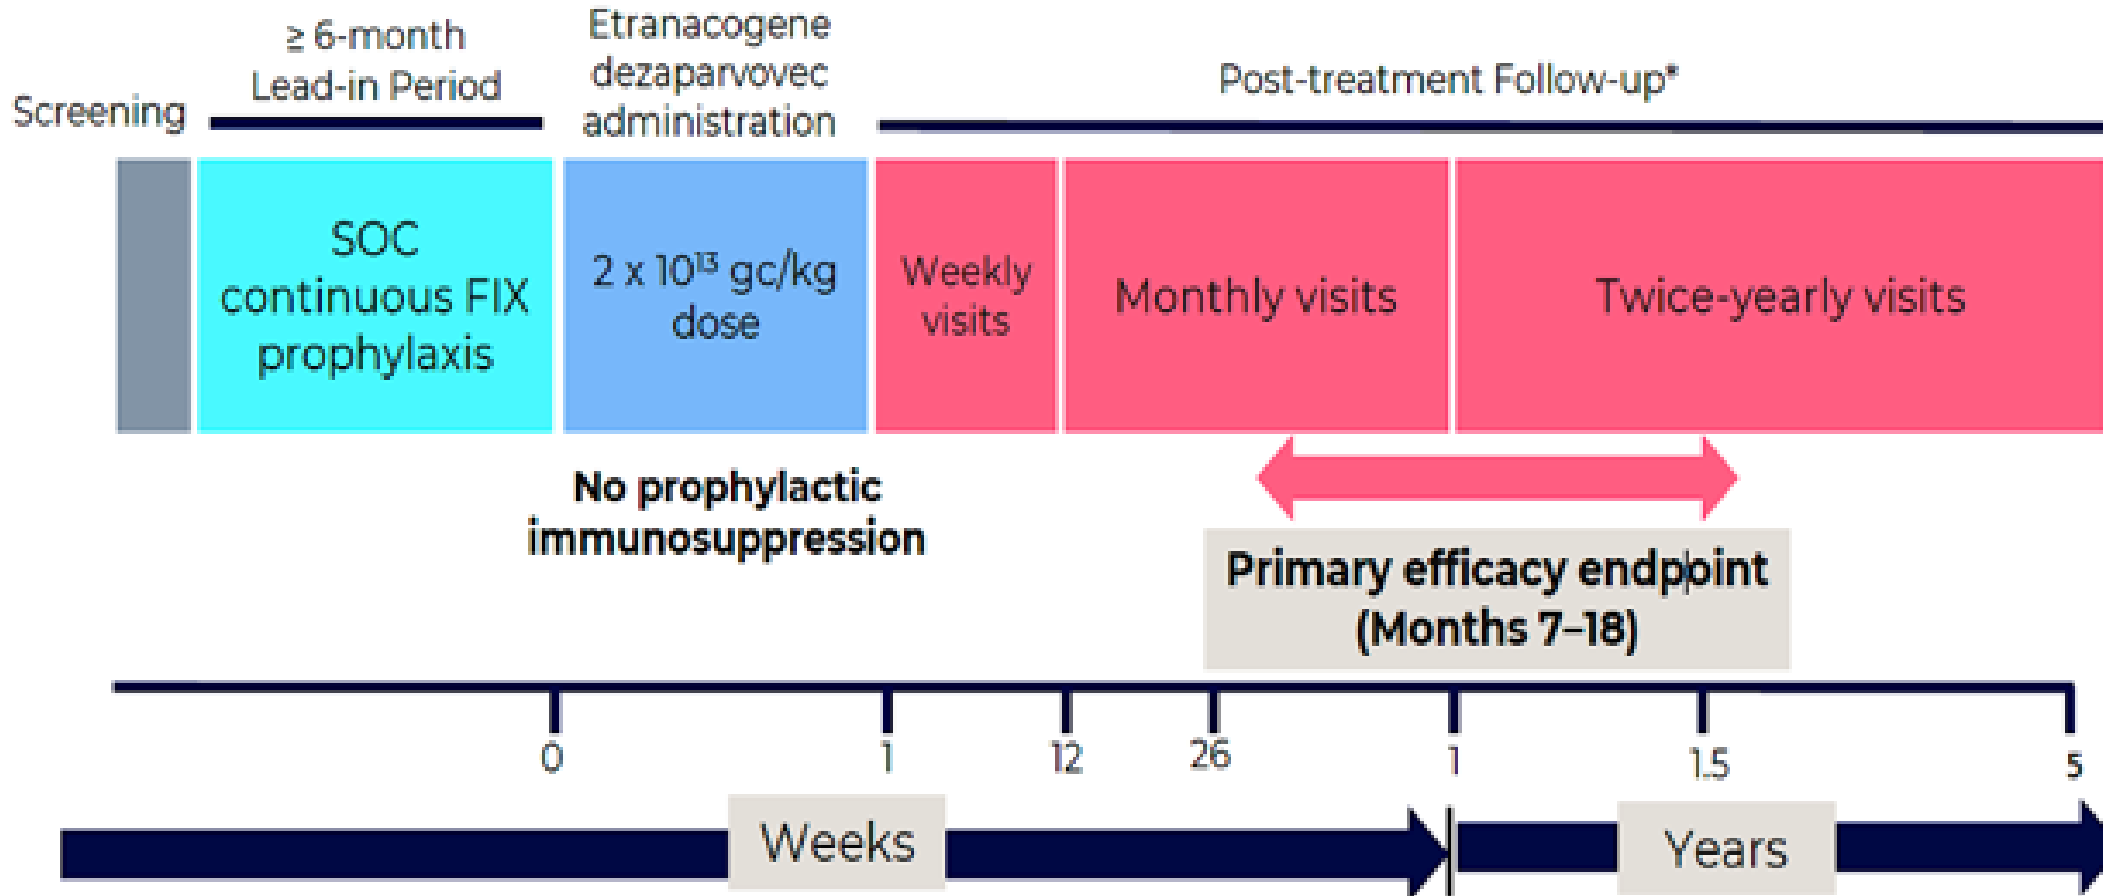 Screening
≥ 6-month
Lead-in Period
Etranacogene
dezaparvovec
administration
Post-treatment Follow-up*
SOC
continuous FIX
prophylaxis
2 x 10¹³ gc/kg
dose
Weekly
visits
Monthly visits
Twice-yearly visits
No prophylactic
immunosuppression
Primary efficacy endpoint
(Months 7–18)
0
1
12
26
1
1.5
5
Weeks
Years